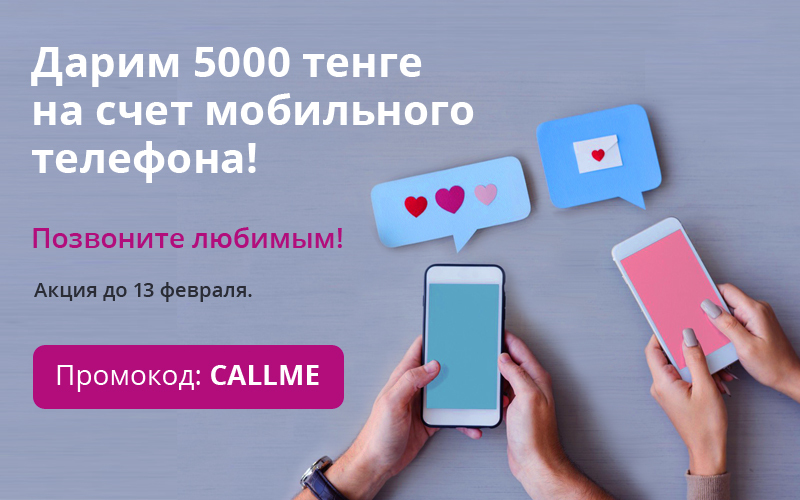 Дарим 5000 тенге
на счет мобильного
телефона!
Позвоните любимым!
Акция до 13 февраля.
Промокод: CALLME